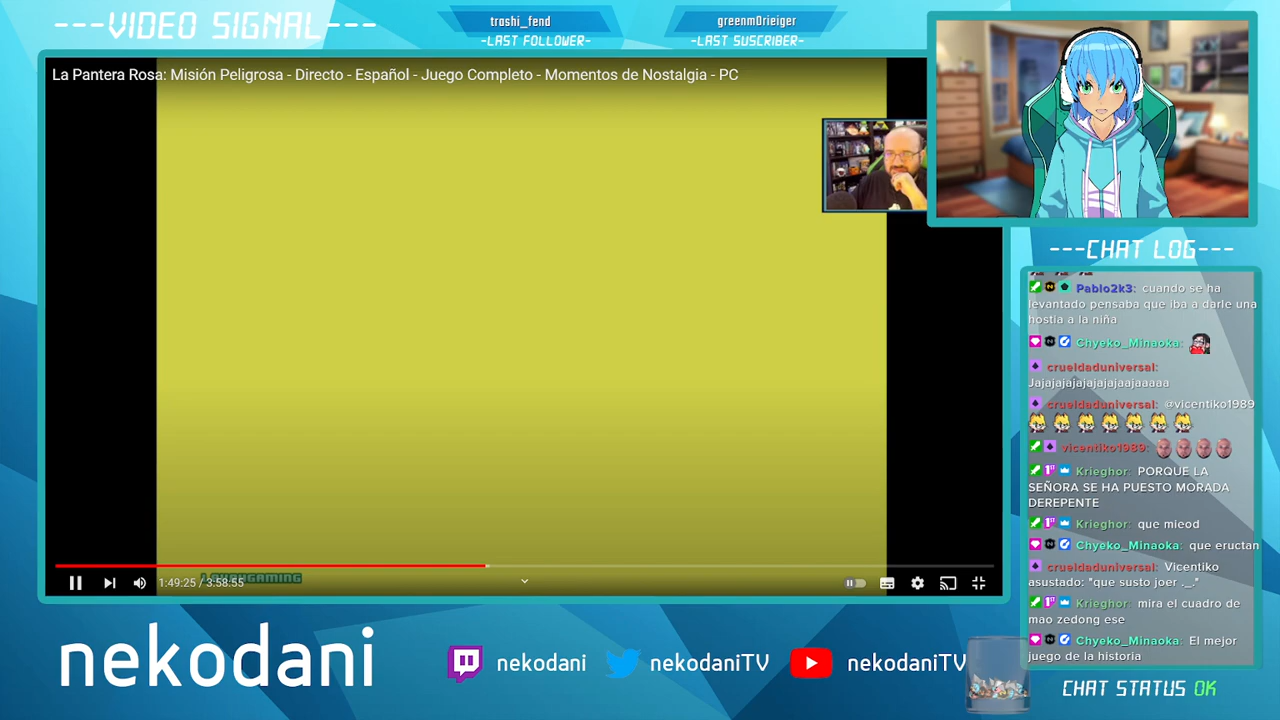 ---VIDEO SIGNAL---
trashi_fend
-LAST FOLLOWER-
greenm0rieiger
-LAST SUSCRIBER-
La Pantera Rosa: Misión Peligrosa - Directo - Español - Juego Completo - Momentos de Nostalgia - PC
1:49:25 / 3:58:55
---CHAT LOG---
Pablo2k3: cuando se ha
levantado pensaba que iba a darle una
hostia a la niña
Chyeko_Minaoka:
crueldaduniversal:
Jajajajajajajajajaajaaaaa
crueldaduniversal: @vicentiko1989
vicentiko1989:
Krieghor: PORQUE LA
SEÑORA SE HA PUESTO MORADA
DEREPENTE
Krieghor: que mieod
Chyeko_Minaoka: que eructan
crueldaduniversal: Vicentiko
asustado: "que susto joer ._."
Krieghor: mira el cuadro de
mao zedong ese
Chyeko_Minaoka: El mejor
juego de la historia
CHAT STATUS OK
nekodani
nekodani
nekodaniTV
nekodaniTV